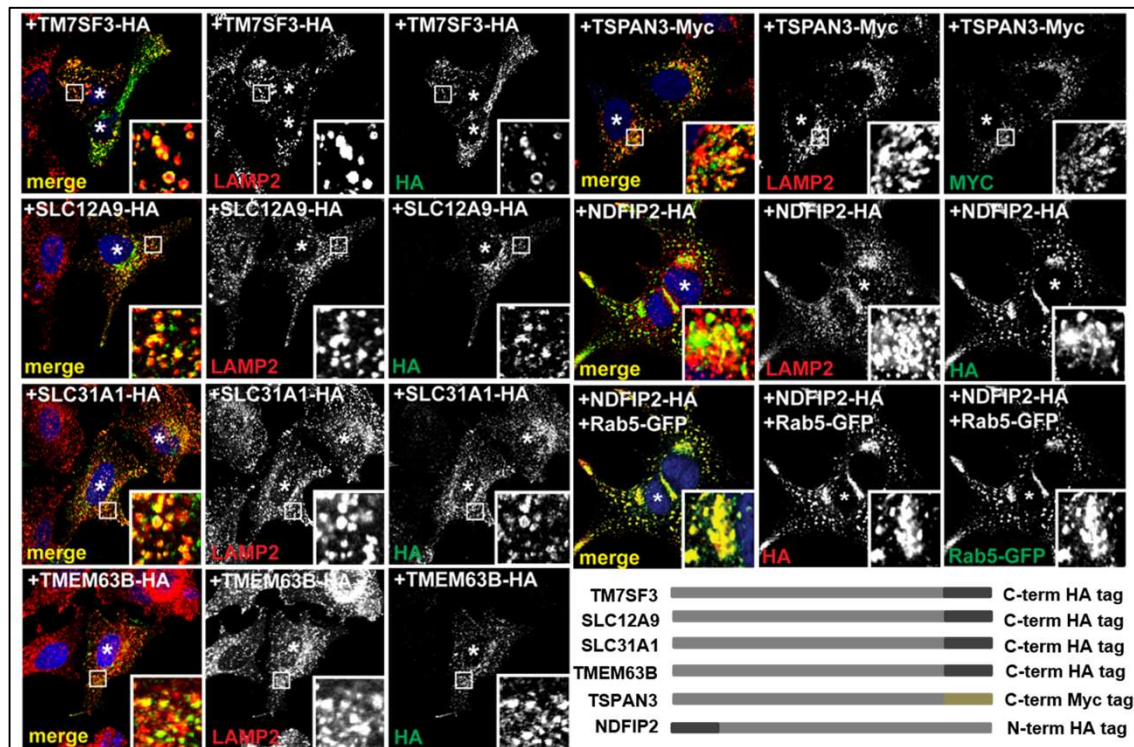 +TM7SF3-HA +TM7SF3-HA +TM7SF3-HA +TSPAN3-Myc +TSPAN3-Myc +TSPAN3-Myc
* * * * * * * * *
merge LAMP2 HA merge LAMP2 MYC
+SLC12A9-HA +SLC12A9-HA +SLC12A9-HA +NDFIP2-HA +NDFIP2-HA +NDFIP2-HA
* * * * * *
merge LAMP2 HA merge LAMP2 HA
+SLC31A1-HA +SLC31A1-HA +SLC31A1-HA +NDFIP2-HA +NDFIP2-HA +NDFIP2-HA
+Rab5-GFP +Rab5-GFP +Rab5-GFP
* * * * * * * * *
merge LAMP2 HA merge HA Rab5-GFP
+TMEM63B-HA +TMEM63B-HA +TMEM63B-HA
* * *
merge LAMP2 HA
TM7SF3 C-term HA tag
SLC12A9 C-term HA tag
SLC31A1 C-term HA tag
TMEM63B C-term HA tag
TSPAN3 C-term Myc tag
NDFIP2 N-term HA tag